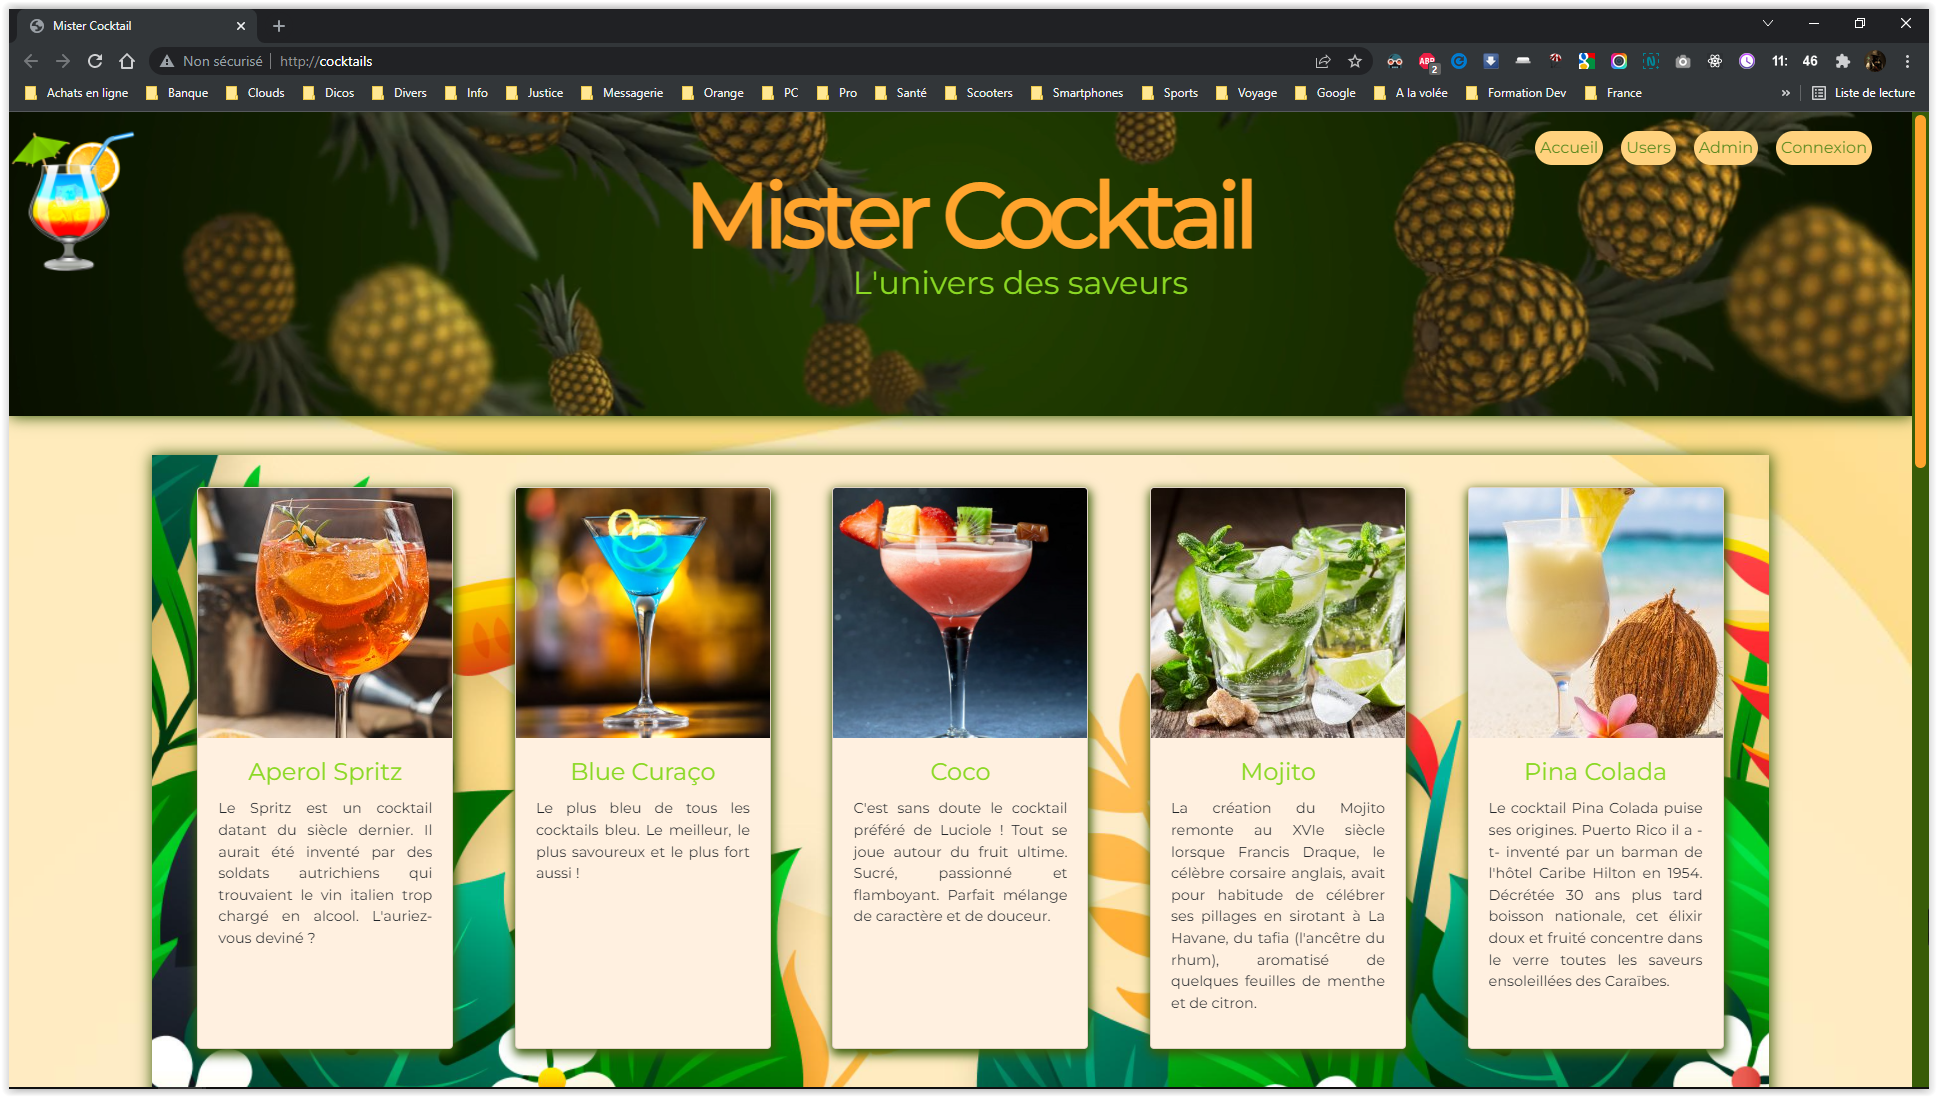 Mister Cocktail
Non sécurisé
http://cocktails
ABP
2
11:
46
Achats en ligne
Banque
Clouds
Dicos
Divers
Info
Justice
Messagerie
Orange
PC
Pro
Santé
Scooters
Smartphones
Sports
Voyage
Google
A la volée
Formation Dev
France
»
Liste de lecture
Accueil
Users
Admin
Connexion
Mister Cocktail
L'univers des saveurs
Aperol Spritz
Le Spritz est un cocktail
datant du siècle dernier. Il
aurait été inventé par des
soldats autrichiens qui
trouvaient le vin italien trop
chargé en alcool. L'auriez-
vous deviné ?
Blue Curaço
Le plus bleu de tous les
cocktails bleu. Le meilleur, le
plus savoureux et le plus fort
aussi !
Coco
C'est sans doute le cocktail
préféré de Luciole ! Tout se
joue autour du fruit ultime.
Sucré, passionné et
flamboyant. Parfait mélange
de caractère et de douceur.
Mojito
La création du Mojito
remonte au XVIe siècle
lorsque Francis Draque, le
célèbre corsaire anglais, avait
pour habitude de célébrer
ses pillages en sirotant à La
Havane, du tafia (l'ancêtre du
rhum), aromatisé de
quelques feuilles de menthe
et de citron.
Pina Colada
Le cocktail Pina Colada puise
ses origines. Puerto Rico il a -
t- inventé par un barman de
l'hôtel Caribe Hilton en 1954.
Décrétée 30 ans plus tard
boisson nationale, cet élixir
doux et fruité concentre dans
le verre toutes les saveurs
ensoleillées des Caraïbes.